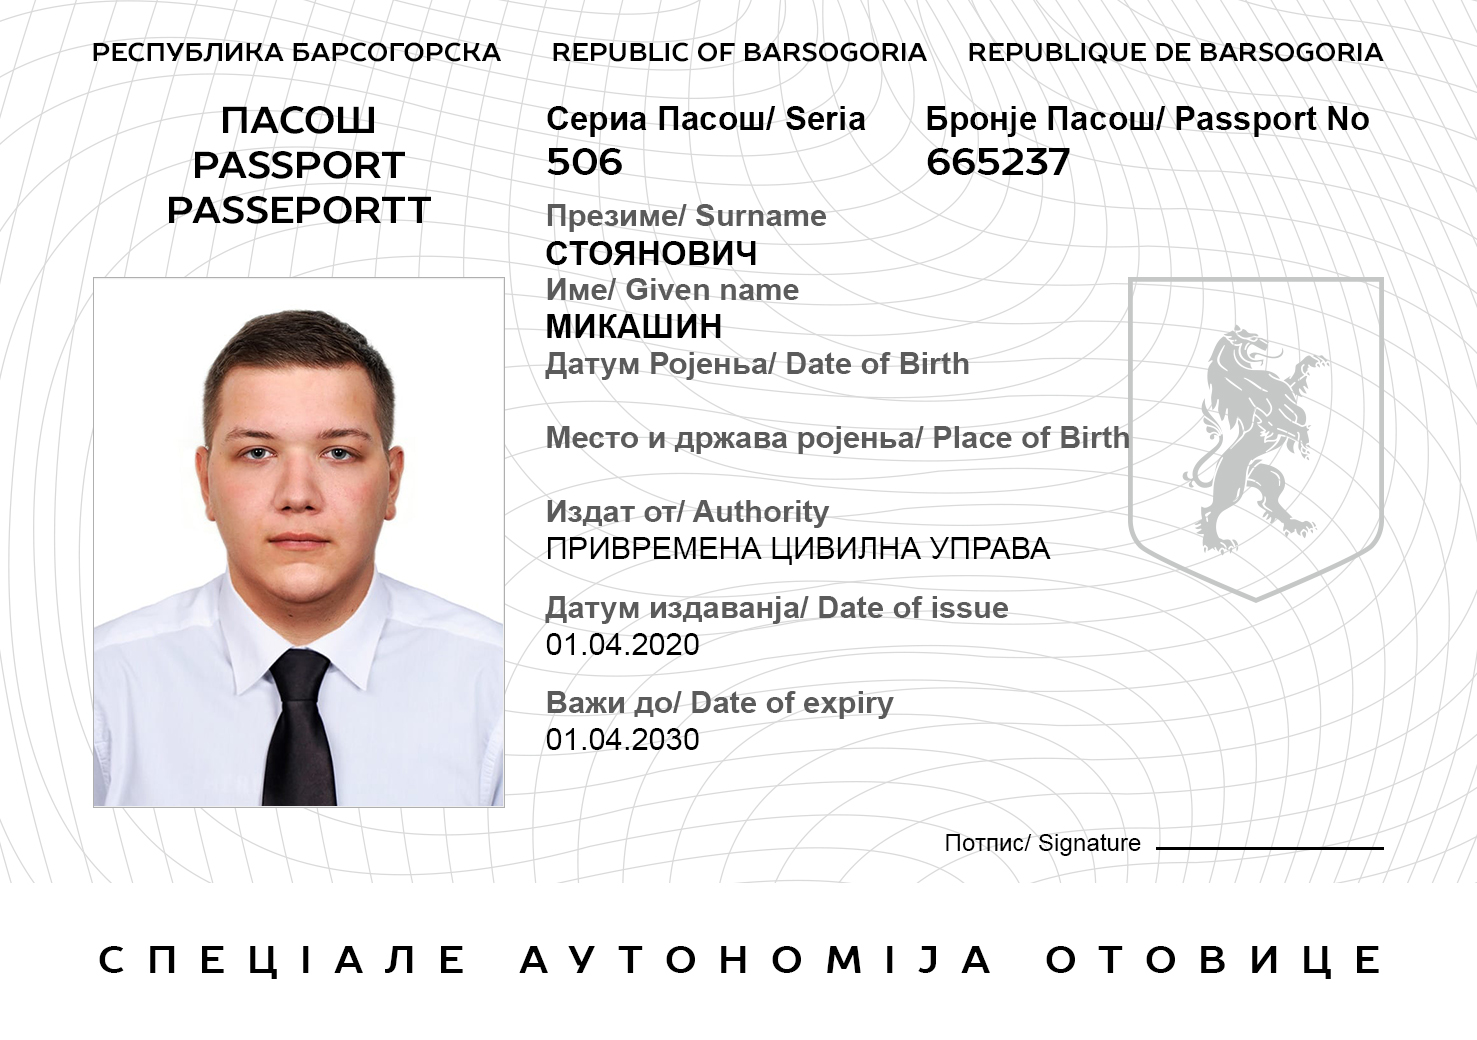 РЕСПУБЛИКА БАРСОГОРСКА REPUBLIC OF BARSOGORIA REPUBLIQUE DE BARSOGORIA
ПАСОШ
PASSPORT
PASSEPORTT
Сериа Пасош/ Seria Бронје Пасош/ Passport No
506 665237
Презиме/ Surname
СТОЯНОВИЧ
Име/ Given name
МИКАШИН
ДатумРојенья/ Date of Birth
Место и држава ројенья/ Place of Birth
Издат от/ Authority
ПРИВРЕМЕНА ЦИВИЛНА УПРАВА
Датум издаванја/ Date of issue
01.04.2020
Важи до/ Date of expiry
01.04.2030
Потпис/ Signature
СПЕЦІАЛЕ АУТОНОМІЈА ОТОВИЦЕ